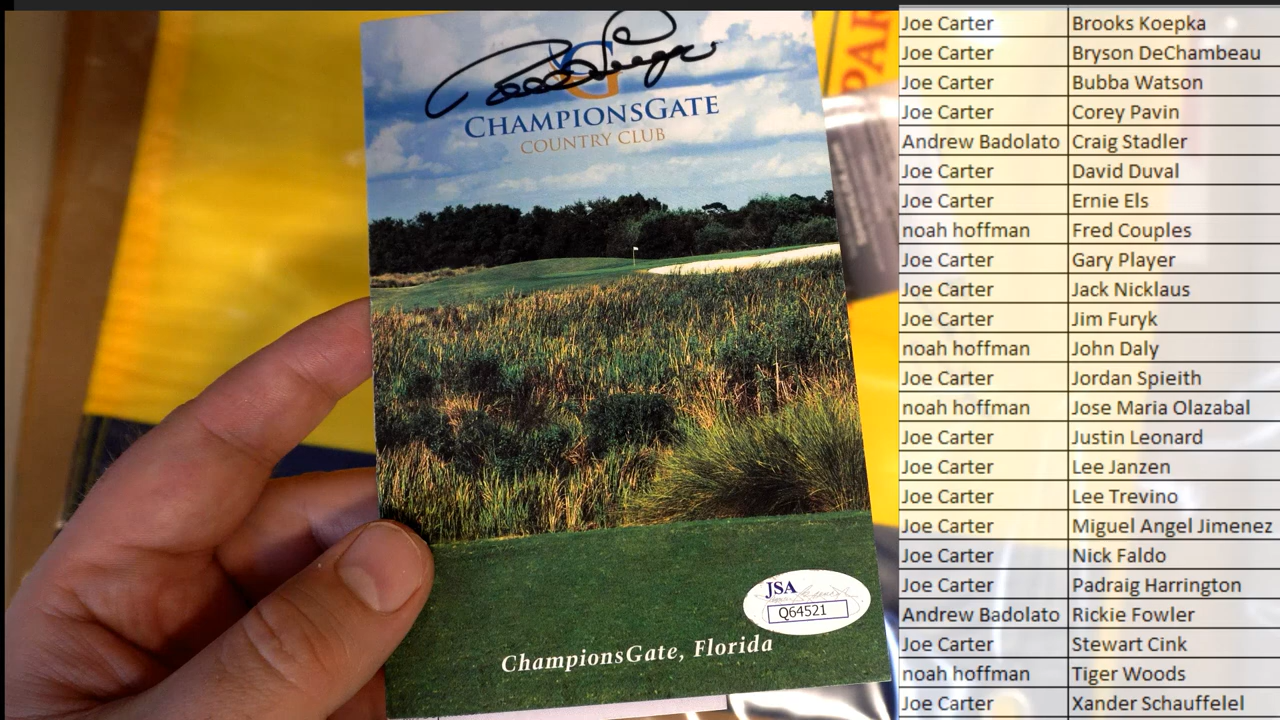 CHAMPIONSGATE
COUNTRY CLUB
JSA
Q64521
ChampionsGate, Florida
PAR
Joe Carter Brooks Koepka
Joe Carter Bryson DeChambeau
Joe Carter Bubba Watson
Joe Carter Corey Pavin
Andrew Badolato Craig Stadler
Joe Carter David Duval
Joe Carter Ernie Els
noah hoffman Fred Couples
Joe Carter Gary Player
Joe Carter Jack Nicklaus
Joe Carter Jim Furyk
noah hoffman John Daly
Joe Carter Jordan Spieith
noah hoffman Jose Maria Olazabal
Joe Carter Justin Leonard
Joe Carter Lee Janzen
Joe Carter Lee Trevino
Joe Carter Miguel Angel Jimenez
Joe Carter Nick Faldo
Joe Carter Padraig Harrington
Andrew Badolato Rickie Fowler
Joe Carter Stewart Cink
noah hoffman Tiger Woods
Joe Carter Xander Schauffelel